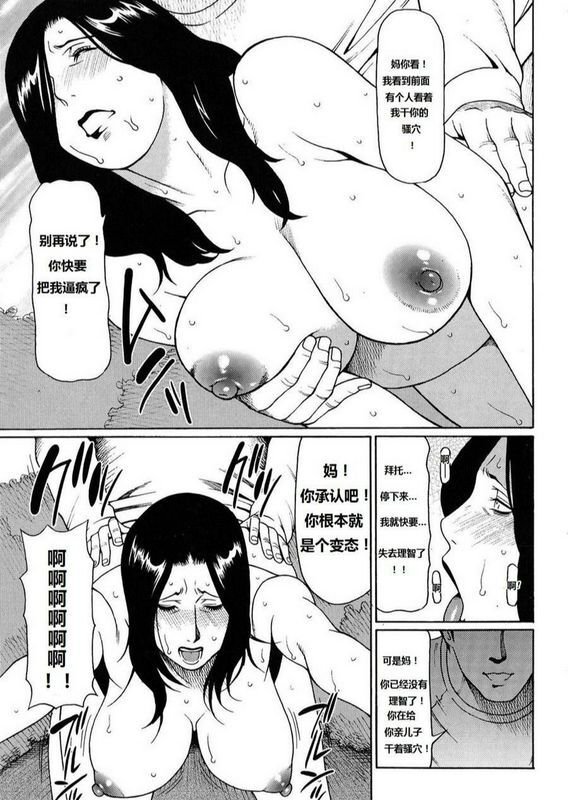 妈你看！
我看到前面
有个人看着
我干你的
骚穴
！
别再说了！
你快要
把我逼疯了
！
啊
拜托...
停下来...
我就快要...
失去理智了
！！
啊！
啊
可是妈！
你已经没有
理智了！
你在给
你亲儿子
干着骚穴！
妈！
你承认吧！
你根本就
是个变态！
啊啊啊啊啊啊！！